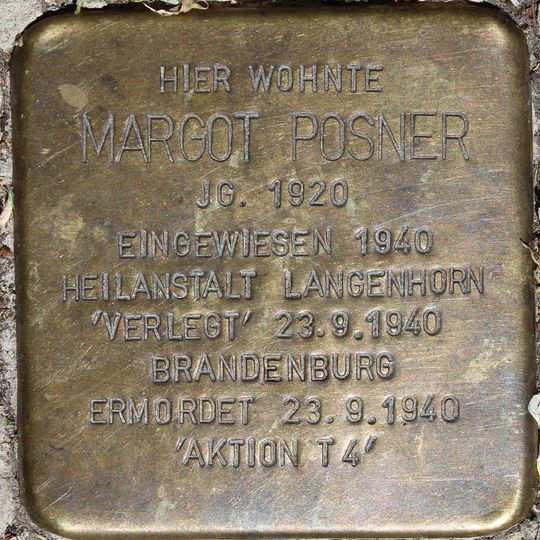 HIER WOHNTE
MARGOT POSNER
JG. 1920
EINGEWIESEN 1940
HEILANSTALT LANGENHORN
'VERLEGT' 23.9.1940
BRANDENBURG
ERMORDET 23.9.1940
'AKTION T4'